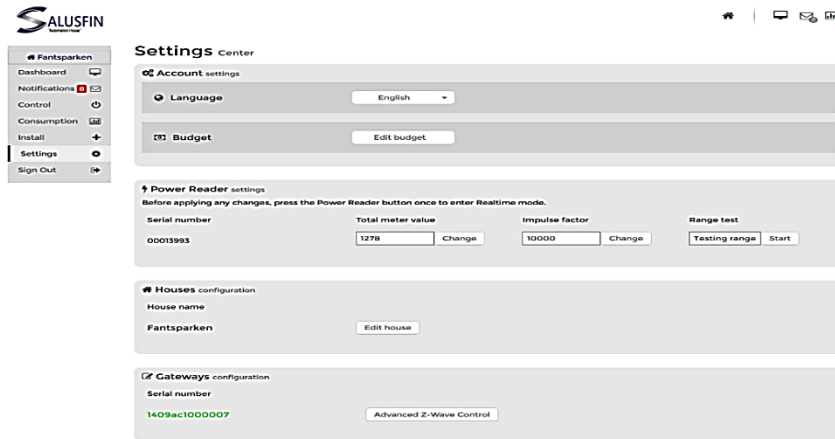 SALUSFIN
"Automation House"
Fantsparken
Dashboard
Notifications 0
Control
Consumption
Install
Settings
Sign Out
Settings Center
Account settings
Language English
Budget Edit budget
Power Reader settings
Before applying any changes, press the Power Reader button once to enter Realtime mode.
Serial number Total meter value Impulse factor Range test
00013993 1278 Change 10000 Change Testing range Start
Houses configuration
House name
Fantsparken Edit house
Gateways configuration
Serial number
1409ac1000007 Advanced Z-Wave Control